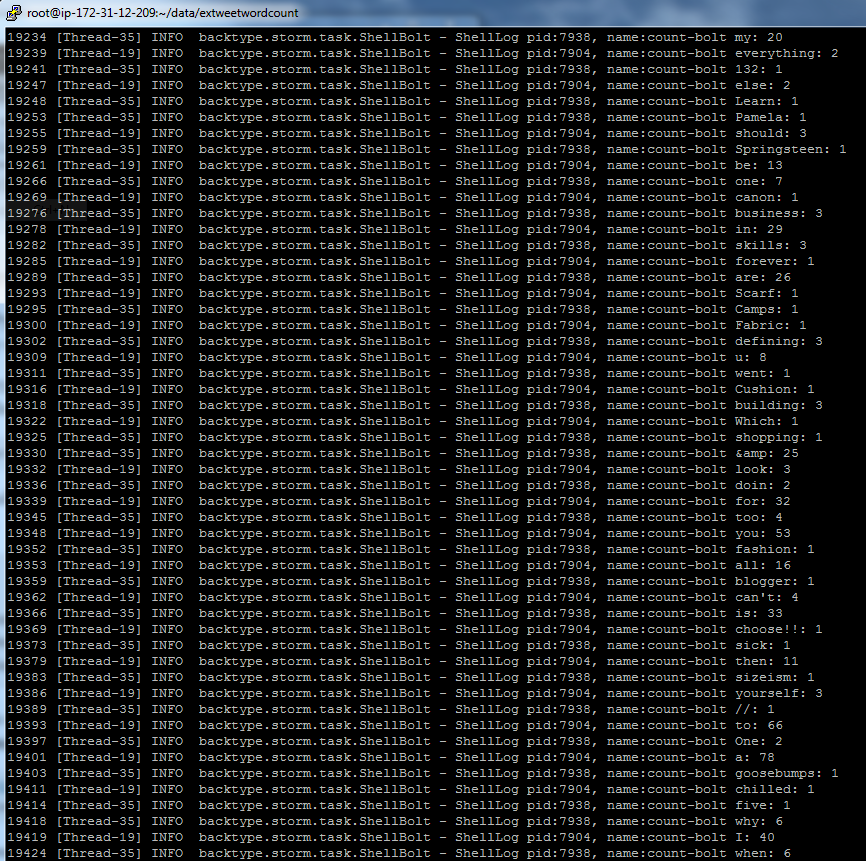 root@ip-172-31-12-209:~/data/extweetwordcount
19234 [Thread-35] INFO  backtype.storm.task.ShellBolt - ShellLog pid:7938, name:count-bolt my: 20
19239 [Thread-19] INFO  backtype.storm.task.ShellBolt - ShellLog pid:7904, name:count-bolt everything: 2
19241 [Thread-35] INFO  backtype.storm.task.ShellBolt - ShellLog pid:7938, name:count-bolt 132: 1
19247 [Thread-19] INFO  backtype.storm.task.ShellBolt - ShellLog pid:7904, name:count-bolt else: 2
19248 [Thread-35] INFO  backtype.storm.task.ShellBolt - ShellLog pid:7938, name:count-bolt Learn: 1
19253 [Thread-35] INFO  backtype.storm.task.ShellBolt - ShellLog pid:7938, name:count-bolt Pamela: 1
19255 [Thread-19] INFO  backtype.storm.task.ShellBolt - ShellLog pid:7904, name:count-bolt should: 3
19259 [Thread-35] INFO  backtype.storm.task.ShellBolt - ShellLog pid:7938, name:count-bolt Springsteen: 1
19261 [Thread-19] INFO  backtype.storm.task.ShellBolt - ShellLog pid:7904, name:count-bolt be: 13
19266 [Thread-35] INFO  backtype.storm.task.ShellBolt - ShellLog pid:7938, name:count-bolt one: 7
19269 [Thread-19] INFO  backtype.storm.task.ShellBolt - ShellLog pid:7904, name:count-bolt canon: 1
19276 [Thread-35] INFO  backtype.storm.task.ShellBolt - ShellLog pid:7938, name:count-bolt business: 3
19278 [Thread-19] INFO  backtype.storm.task.ShellBolt - ShellLog pid:7904, name:count-bolt in: 29
19282 [Thread-35] INFO  backtype.storm.task.ShellBolt - ShellLog pid:7938, name:count-bolt skills: 3
19285 [Thread-19] INFO  backtype.storm.task.ShellBolt - ShellLog pid:7904, name:count-bolt forever: 1
19289 [Thread-35] INFO  backtype.storm.task.ShellBolt - ShellLog pid:7938, name:count-bolt are: 26
19293 [Thread-19] INFO  backtype.storm.task.ShellBolt - ShellLog pid:7904, name:count-bolt Scarf: 1
19295 [Thread-35] INFO  backtype.storm.task.ShellBolt - ShellLog pid:7938, name:count-bolt Camps: 1
19300 [Thread-19] INFO  backtype.storm.task.ShellBolt - ShellLog pid:7904, name:count-bolt Fabric: 1
19302 [Thread-35] INFO  backtype.storm.task.ShellBolt - ShellLog pid:7938, name:count-bolt defining: 3
19309 [Thread-19] INFO  backtype.storm.task.ShellBolt - ShellLog pid:7904, name:count-bolt u: 8
19311 [Thread-35] INFO  backtype.storm.task.ShellBolt - ShellLog pid:7938, name:count-bolt went: 1
19316 [Thread-19] INFO  backtype.storm.task.ShellBolt - ShellLog pid:7904, name:count-bolt Cushion: 1
19318 [Thread-35] INFO  backtype.storm.task.ShellBolt - ShellLog pid:7938, name:count-bolt building: 3
19322 [Thread-19] INFO  backtype.storm.task.ShellBolt - ShellLog pid:7904, name:count-bolt Which: 1
19325 [Thread-35] INFO  backtype.storm.task.ShellBolt - ShellLog pid:7938, name:count-bolt shopping: 1
19330 [Thread-35] INFO  backtype.storm.task.ShellBolt - ShellLog pid:7938, name:count-bolt &amp: 25
19332 [Thread-19] INFO  backtype.storm.task.ShellBolt - ShellLog pid:7904, name:count-bolt look: 3
19336 [Thread-35] INFO  backtype.storm.task.ShellBolt - ShellLog pid:7938, name:count-bolt doin: 2
19339 [Thread-19] INFO  backtype.storm.task.ShellBolt - ShellLog pid:7904, name:count-bolt for: 32
19345 [Thread-35] INFO  backtype.storm.task.ShellBolt - ShellLog pid:7938, name:count-bolt too: 4
19348 [Thread-19] INFO  backtype.storm.task.ShellBolt - ShellLog pid:7904, name:count-bolt you: 53
19352 [Thread-35] INFO  backtype.storm.task.ShellBolt - ShellLog pid:7938, name:count-bolt fashion: 1
19353 [Thread-19] INFO  backtype.storm.task.ShellBolt - ShellLog pid:7904, name:count-bolt all: 16
19359 [Thread-35] INFO  backtype.storm.task.ShellBolt - ShellLog pid:7938, name:count-bolt blogger: 1
19362 [Thread-19] INFO  backtype.storm.task.ShellBolt - ShellLog pid:7904, name:count-bolt can't: 4
19366 [Thread-35] INFO  backtype.storm.task.ShellBolt - ShellLog pid:7938, name:count-bolt is: 33
19369 [Thread-19] INFO  backtype.storm.task.ShellBolt - ShellLog pid:7904, name:count-bolt choose!!: 1
19373 [Thread-35] INFO  backtype.storm.task.ShellBolt - ShellLog pid:7938, name:count-bolt sick: 1
19379 [Thread-19] INFO  backtype.storm.task.ShellBolt - ShellLog pid:7904, name:count-bolt then: 11
19383 [Thread-35] INFO  backtype.storm.task.ShellBolt - ShellLog pid:7938, name:count-bolt sizeism: 1
19386 [Thread-19] INFO  backtype.storm.task.ShellBolt - ShellLog pid:7904, name:count-bolt yourself: 3
19389 [Thread-35] INFO  backtype.storm.task.ShellBolt - ShellLog pid:7938, name:count-bolt //: 1
19393 [Thread-19] INFO  backtype.storm.task.ShellBolt - ShellLog pid:7904, name:count-bolt to: 66
19397 [Thread-35] INFO  backtype.storm.task.ShellBolt - ShellLog pid:7938, name:count-bolt One: 2
19401 [Thread-19] INFO  backtype.storm.task.ShellBolt - ShellLog pid:7904, name:count-bolt a: 78
19403 [Thread-35] INFO  backtype.storm.task.ShellBolt - ShellLog pid:7938, name:count-bolt goosebumps: 1
19411 [Thread-19] INFO  backtype.storm.task.ShellBolt - ShellLog pid:7904, name:count-bolt chilled: 1
19414 [Thread-35] INFO  backtype.storm.task.ShellBolt - ShellLog pid:7938, name:count-bolt five: 1
19418 [Thread-35] INFO  backtype.storm.task.ShellBolt - ShellLog pid:7938, name:count-bolt why: 6
19419 [Thread-19] INFO  backtype.storm.task.ShellBolt - ShellLog pid:7904, name:count-bolt I: 40
19424 [Thread-35] INFO  backtype.storm.task.ShellBolt - ShellLog pid:7938, name:count-bolt when: 6